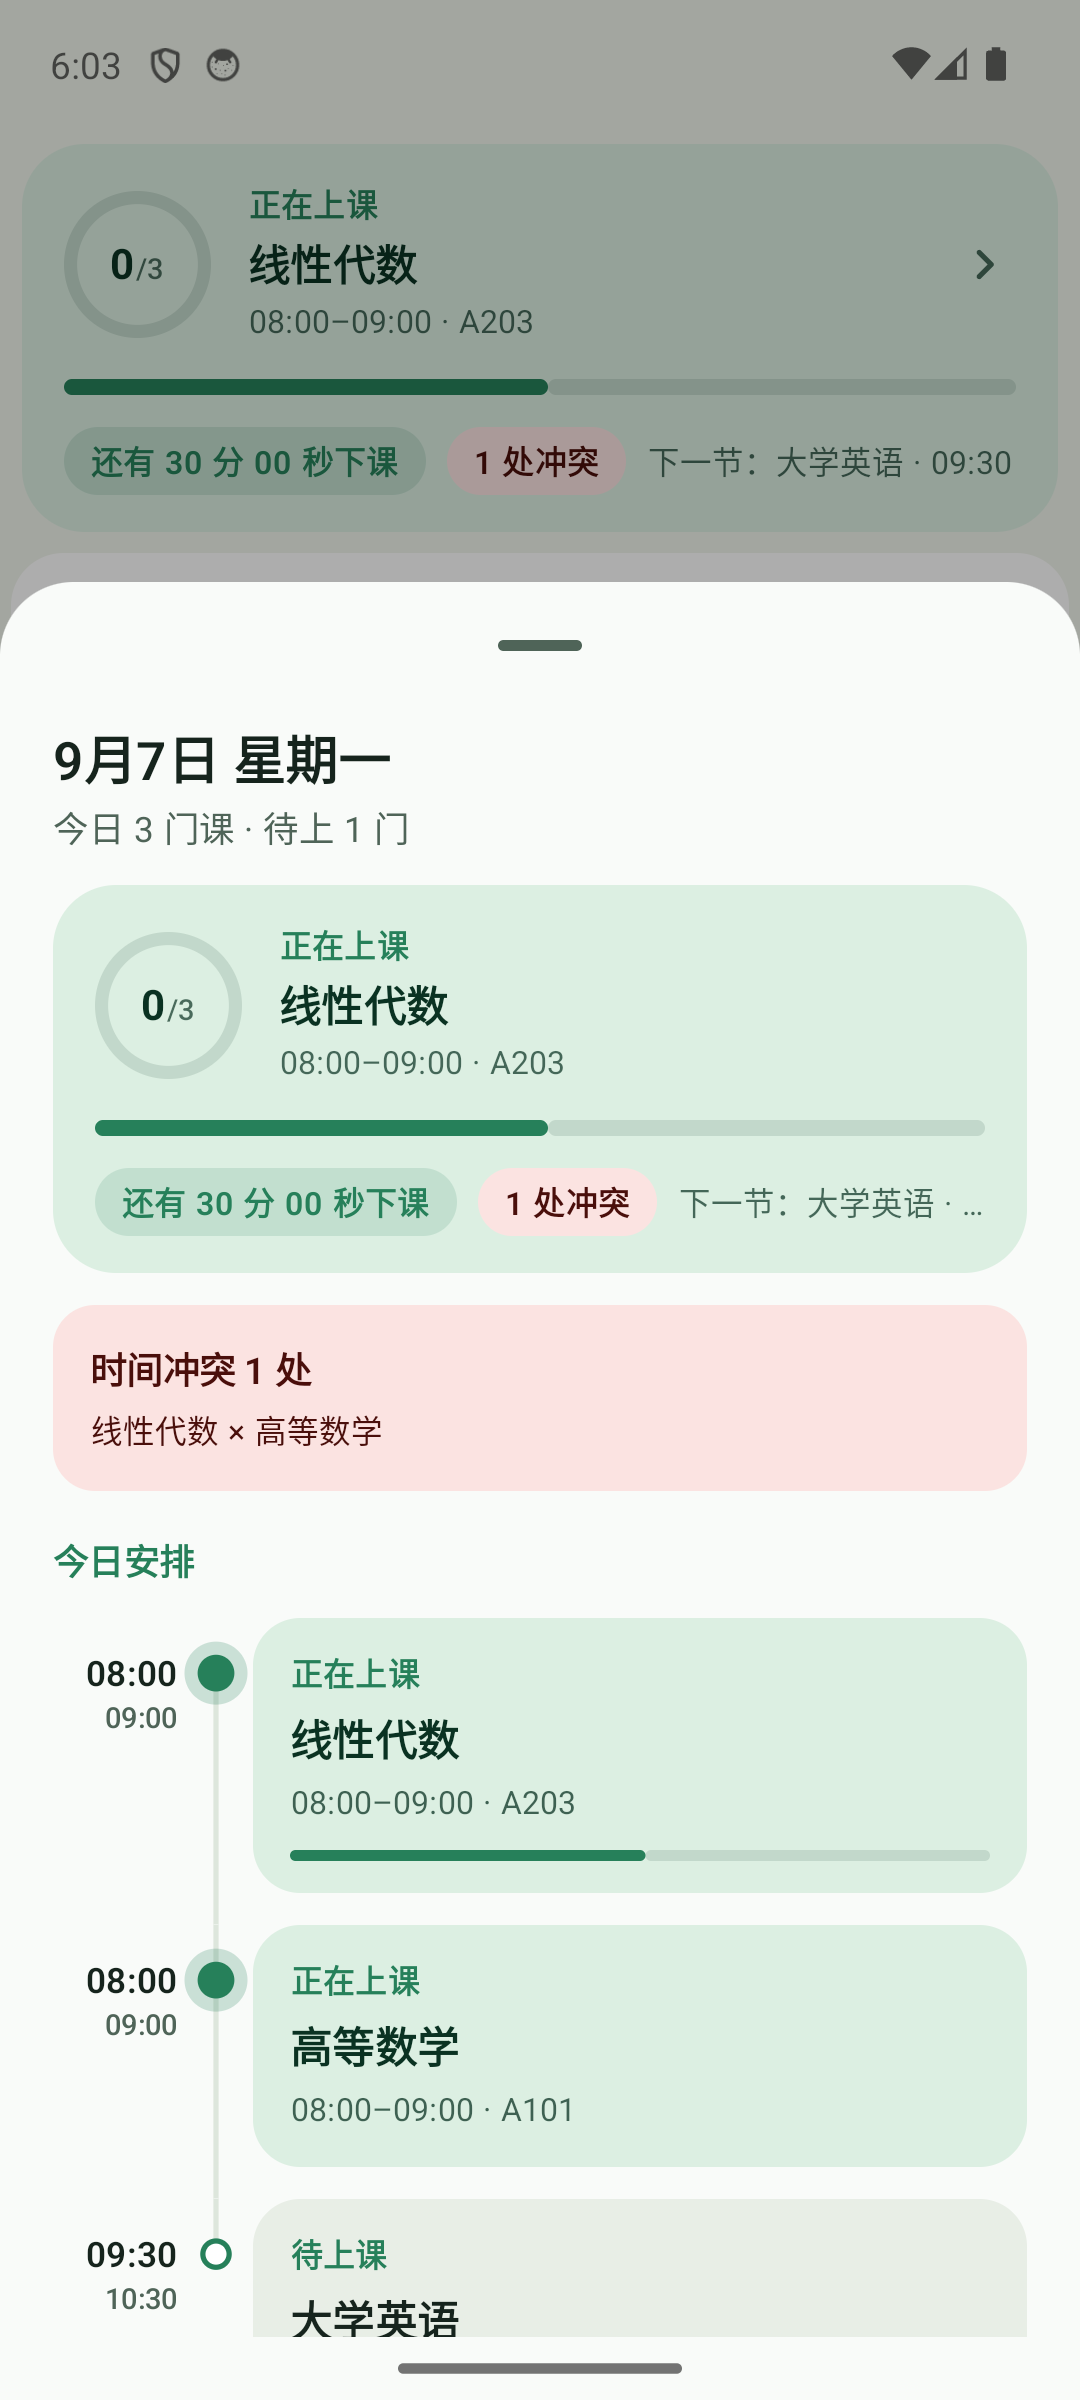 6:03
正在上课
0/3
线性代数
08:00–09:00 · A203
还有 30 分 00 秒下课
1 处冲突
下一节：大学英语 · 09:30
9月7日 星期一
今日 3 门课 · 待上 1 门
正在上课
0/3
线性代数
08:00–09:00 · A203
还有 30 分 00 秒下课
1 处冲突
下一节：大学英语 · …
时间冲突 1 处
线性代数 × 高等数学
今日安排
08:00
09:00
正在上课
线性代数
08:00–09:00 · A203
08:00
09:00
正在上课
高等数学
08:00–09:00 · A101
09:30
10:30
待上课
大学英语